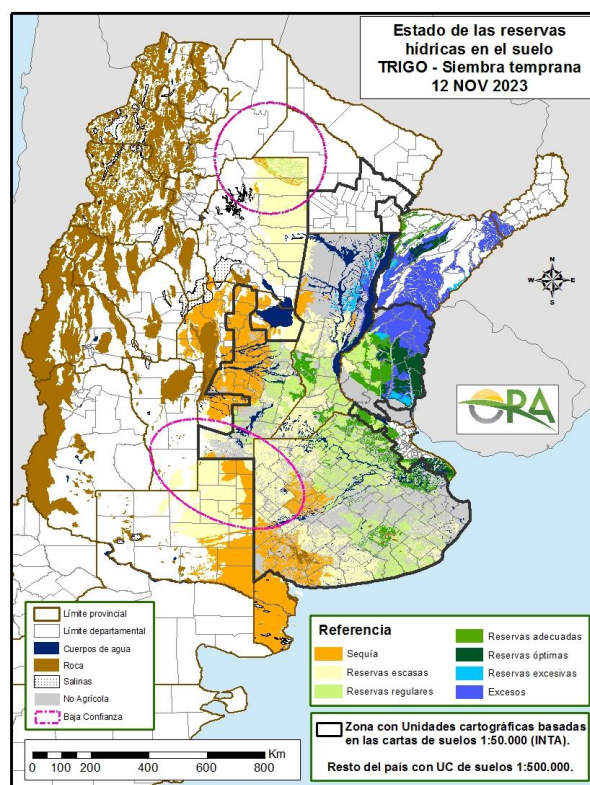 Estado de las reservas
hídricas en el suelo
TRIGO - Siembra temprana
12 NOV 2023
N
W
E
S
ORA
Límite provincial
Límite departamental
Cuerpos de agua
Roca
Salinas
No Agrícola
Baja Confianza
Km
0 100 200 400 600 800
Referencia
Sequía
Reservas escasas
Reservas regulares
Reservas adecuadas
Reservas óptimas
Reservas excesivas
Excesos
Zona con Unidades cartográficas basadas
en las cartas de suelos 1:50.000 (INTA).
Resto del país con UC de suelos 1:500.000.